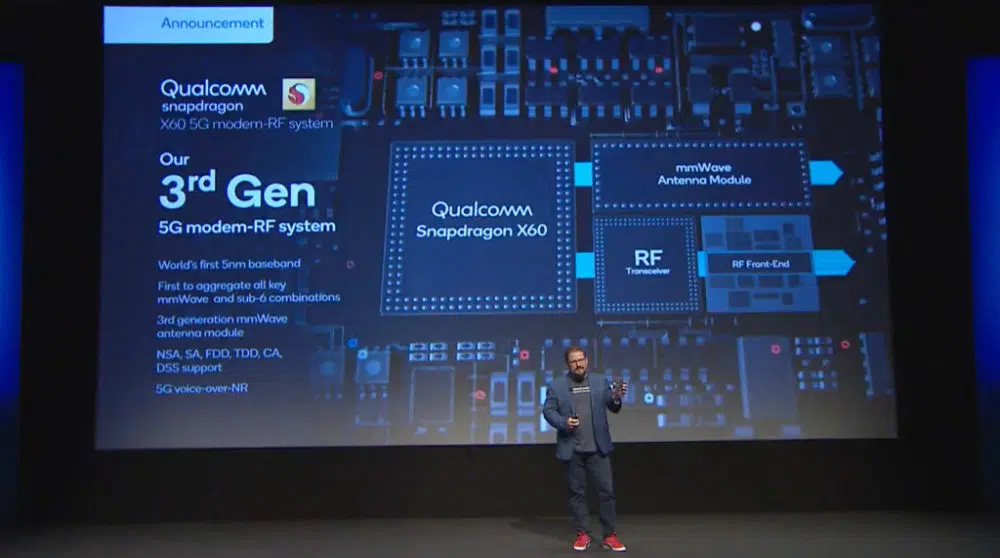 Announcement
Qualcomm
snapdragon
X60 5G modem-RF system
Our
3rd Gen
5G modem-RF system
World's first 5nm baseband
First to aggregate all key
mmWave and sub-6 combinations
3rd generation mmWave
antenna module
NSA, SA, FDD, TDD, CA,
DSS support
5G voice-over-NR
Qualcomm
Snapdragon X60
mmWave
Antenna Module
RF
Transceiver
RF Front-End